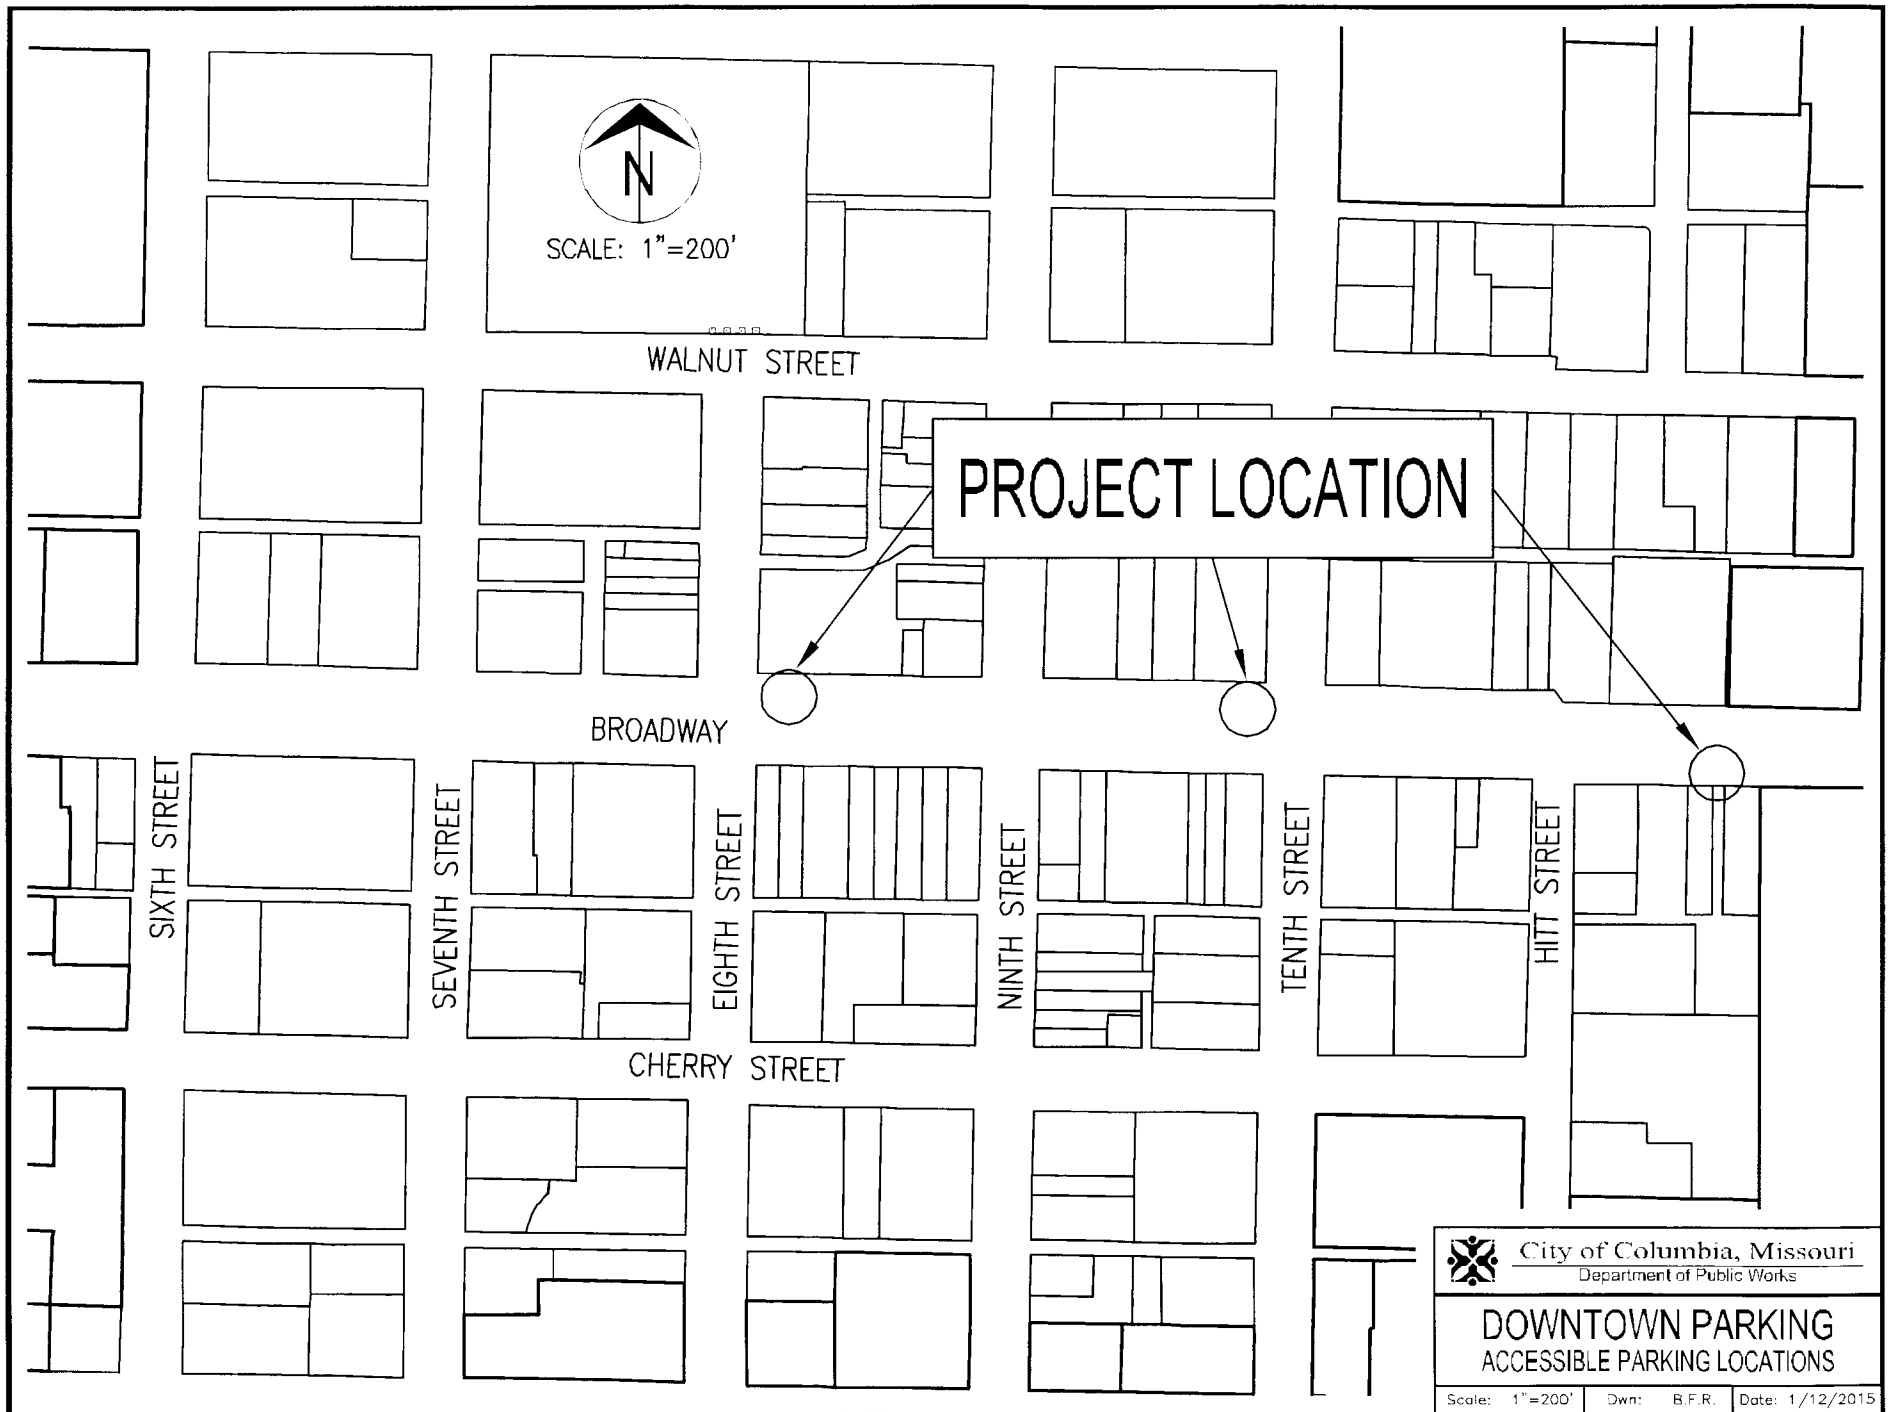 N
SCALE: 1"=200'
WALNUT STREET
PROJECT LOCATION
BROADWAY
SIXTH STREET
SEVENTH STREET
EIGHTH STREET
NINTH STREET
TENTH STREET
HITT STREET
CHERRY STREET
City of Columbia, Missouri
Department of Public Works
DOWNTOWN PARKING
ACCESSIBLE PARKING LOCATIONS
Scale: 1"=200' Dwn: B.F.R. Date: 1/12/2015